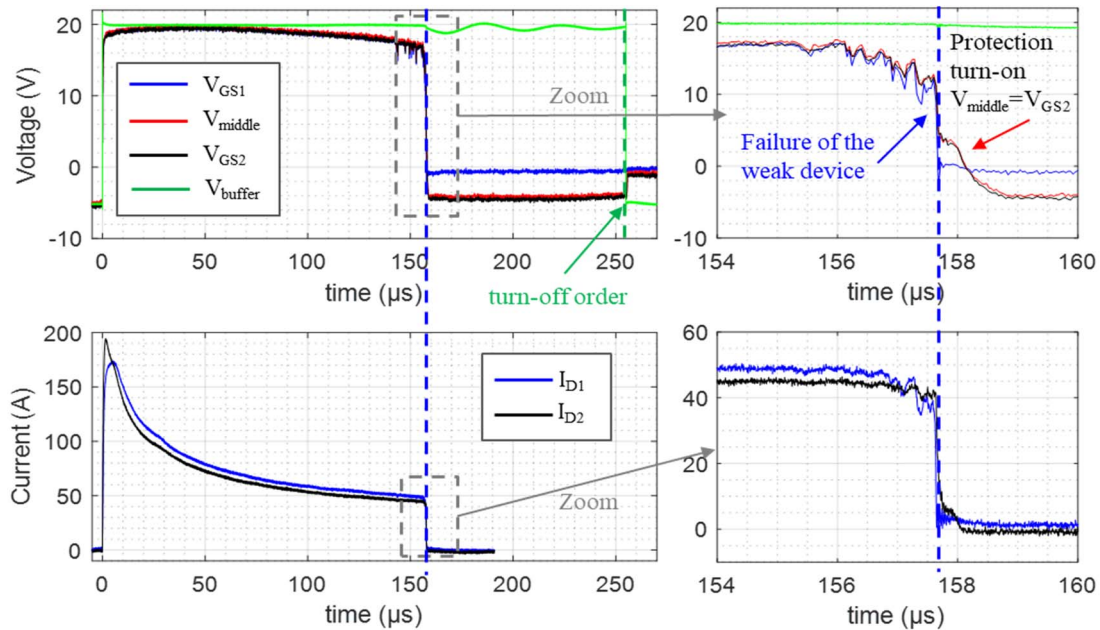 20
10
0
-10
Voltage (V)
V_GS1
V_middle
V_GS2
V_buffer
Zoom
0
50
100
150
200
250
time (µs)
turn-off order
20
10
0
-10
Protection
turn-on
V_middle=V_GS2
Failure of the
weak device
154
156
158
160
time (µs)
200
150
100
50
0
Current (A)
I_D1
I_D2
Zoom
0
50
100
150
200
250
time (µs)
60
40
20
0
154
156
158
160
time (µs)